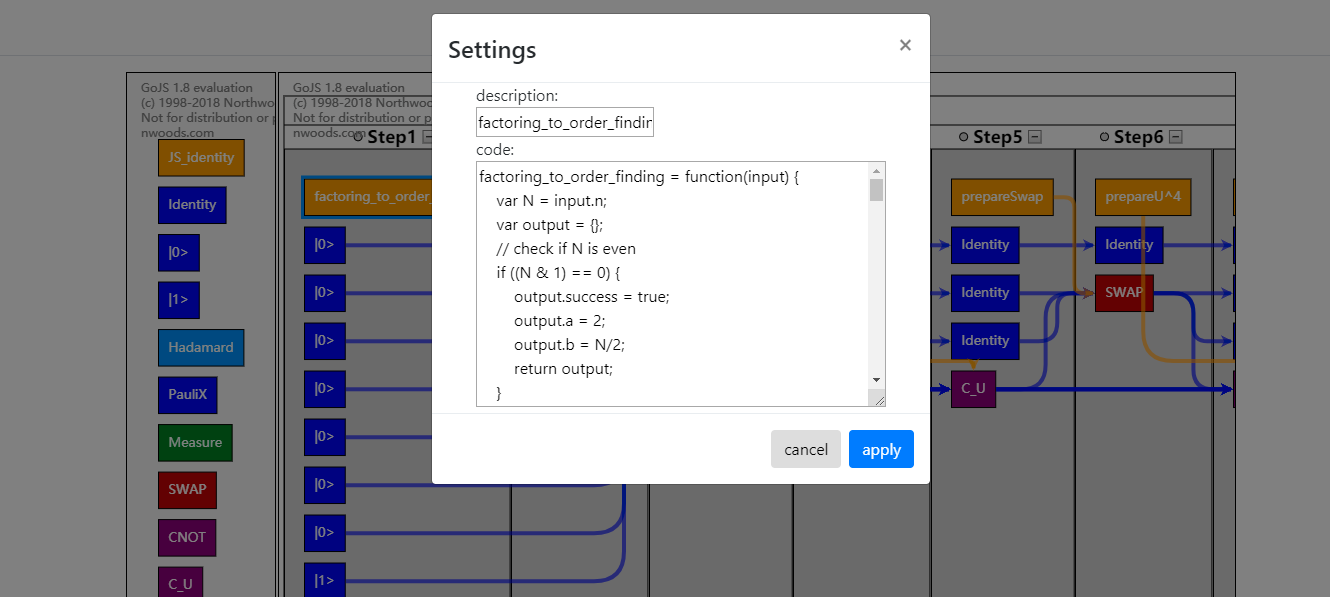 Settings
×
description:
factoring_to_order_findin
code:
factoring_to_order_finding = function(input) {
var N = input.n;
var output = {};
// check if N is even
if ((N & 1) == 0) {
output.success = true;
output.a = 2;
output.b = N/2;
return output;
}
cancel
apply
GoJS 1.8 evaluation
(c) 1998-2018 Northwoo
Not for distribution or p
nwoods.com
JS_identity
Identity
|0>
|1>
Hadamard
PauliX
Measure
SWAP
CNOT
C_U
GoJS 1.8 evaluation
(c) 1998-2018 Northwoo
Not for distribution or p
nwoods.com
Step1
factoring_to_order_
|0>
|0>
|0>
|0>
|0>
|0>
|0>
|1>
Step5
prepareSwap
Identity
Identity
Identity
C_U
Step6
prepareU^4
Identity
SWAP